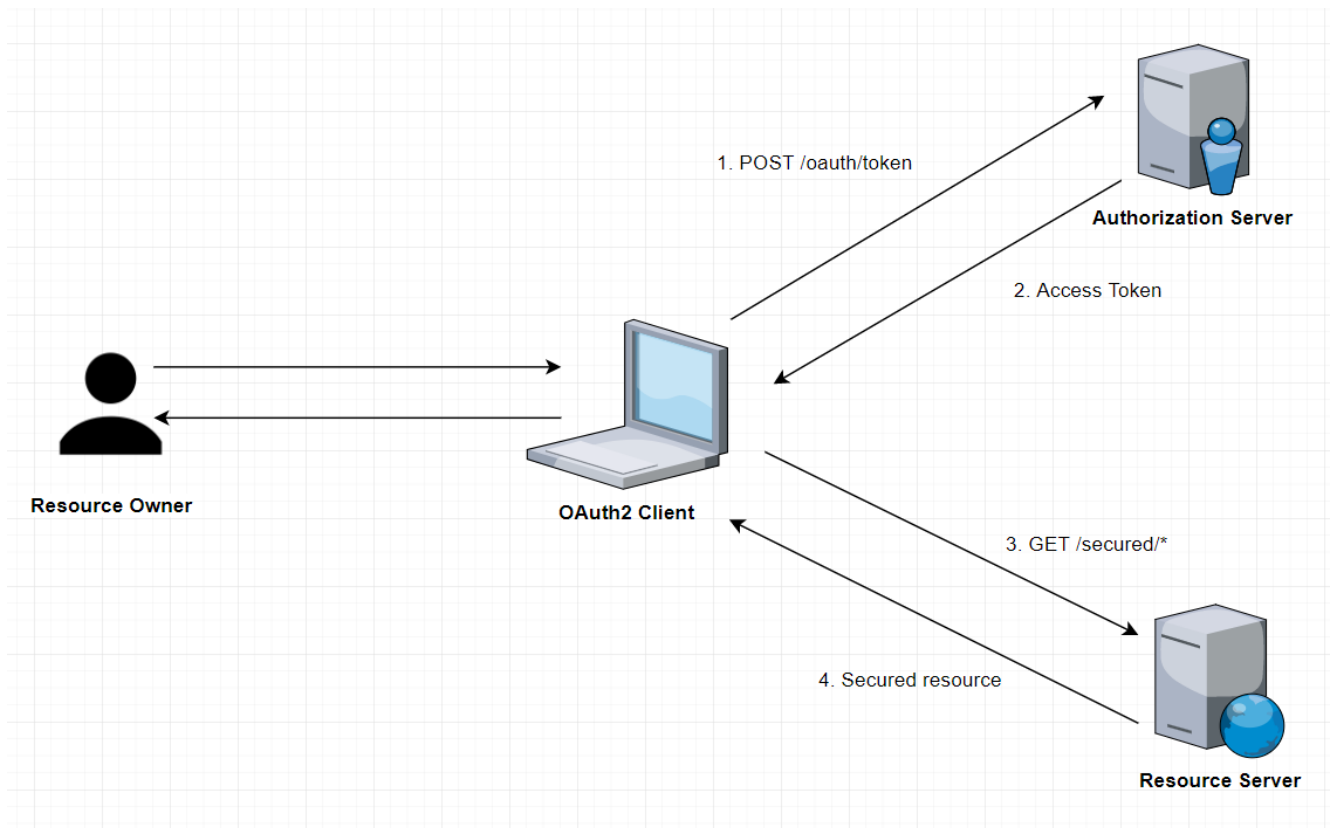 1. POST /oauth/token
Authorization Server
2. Access Token
Resource Owner
OAuth2 Client
3. GET /secured/*
4. Secured resource
Resource Server